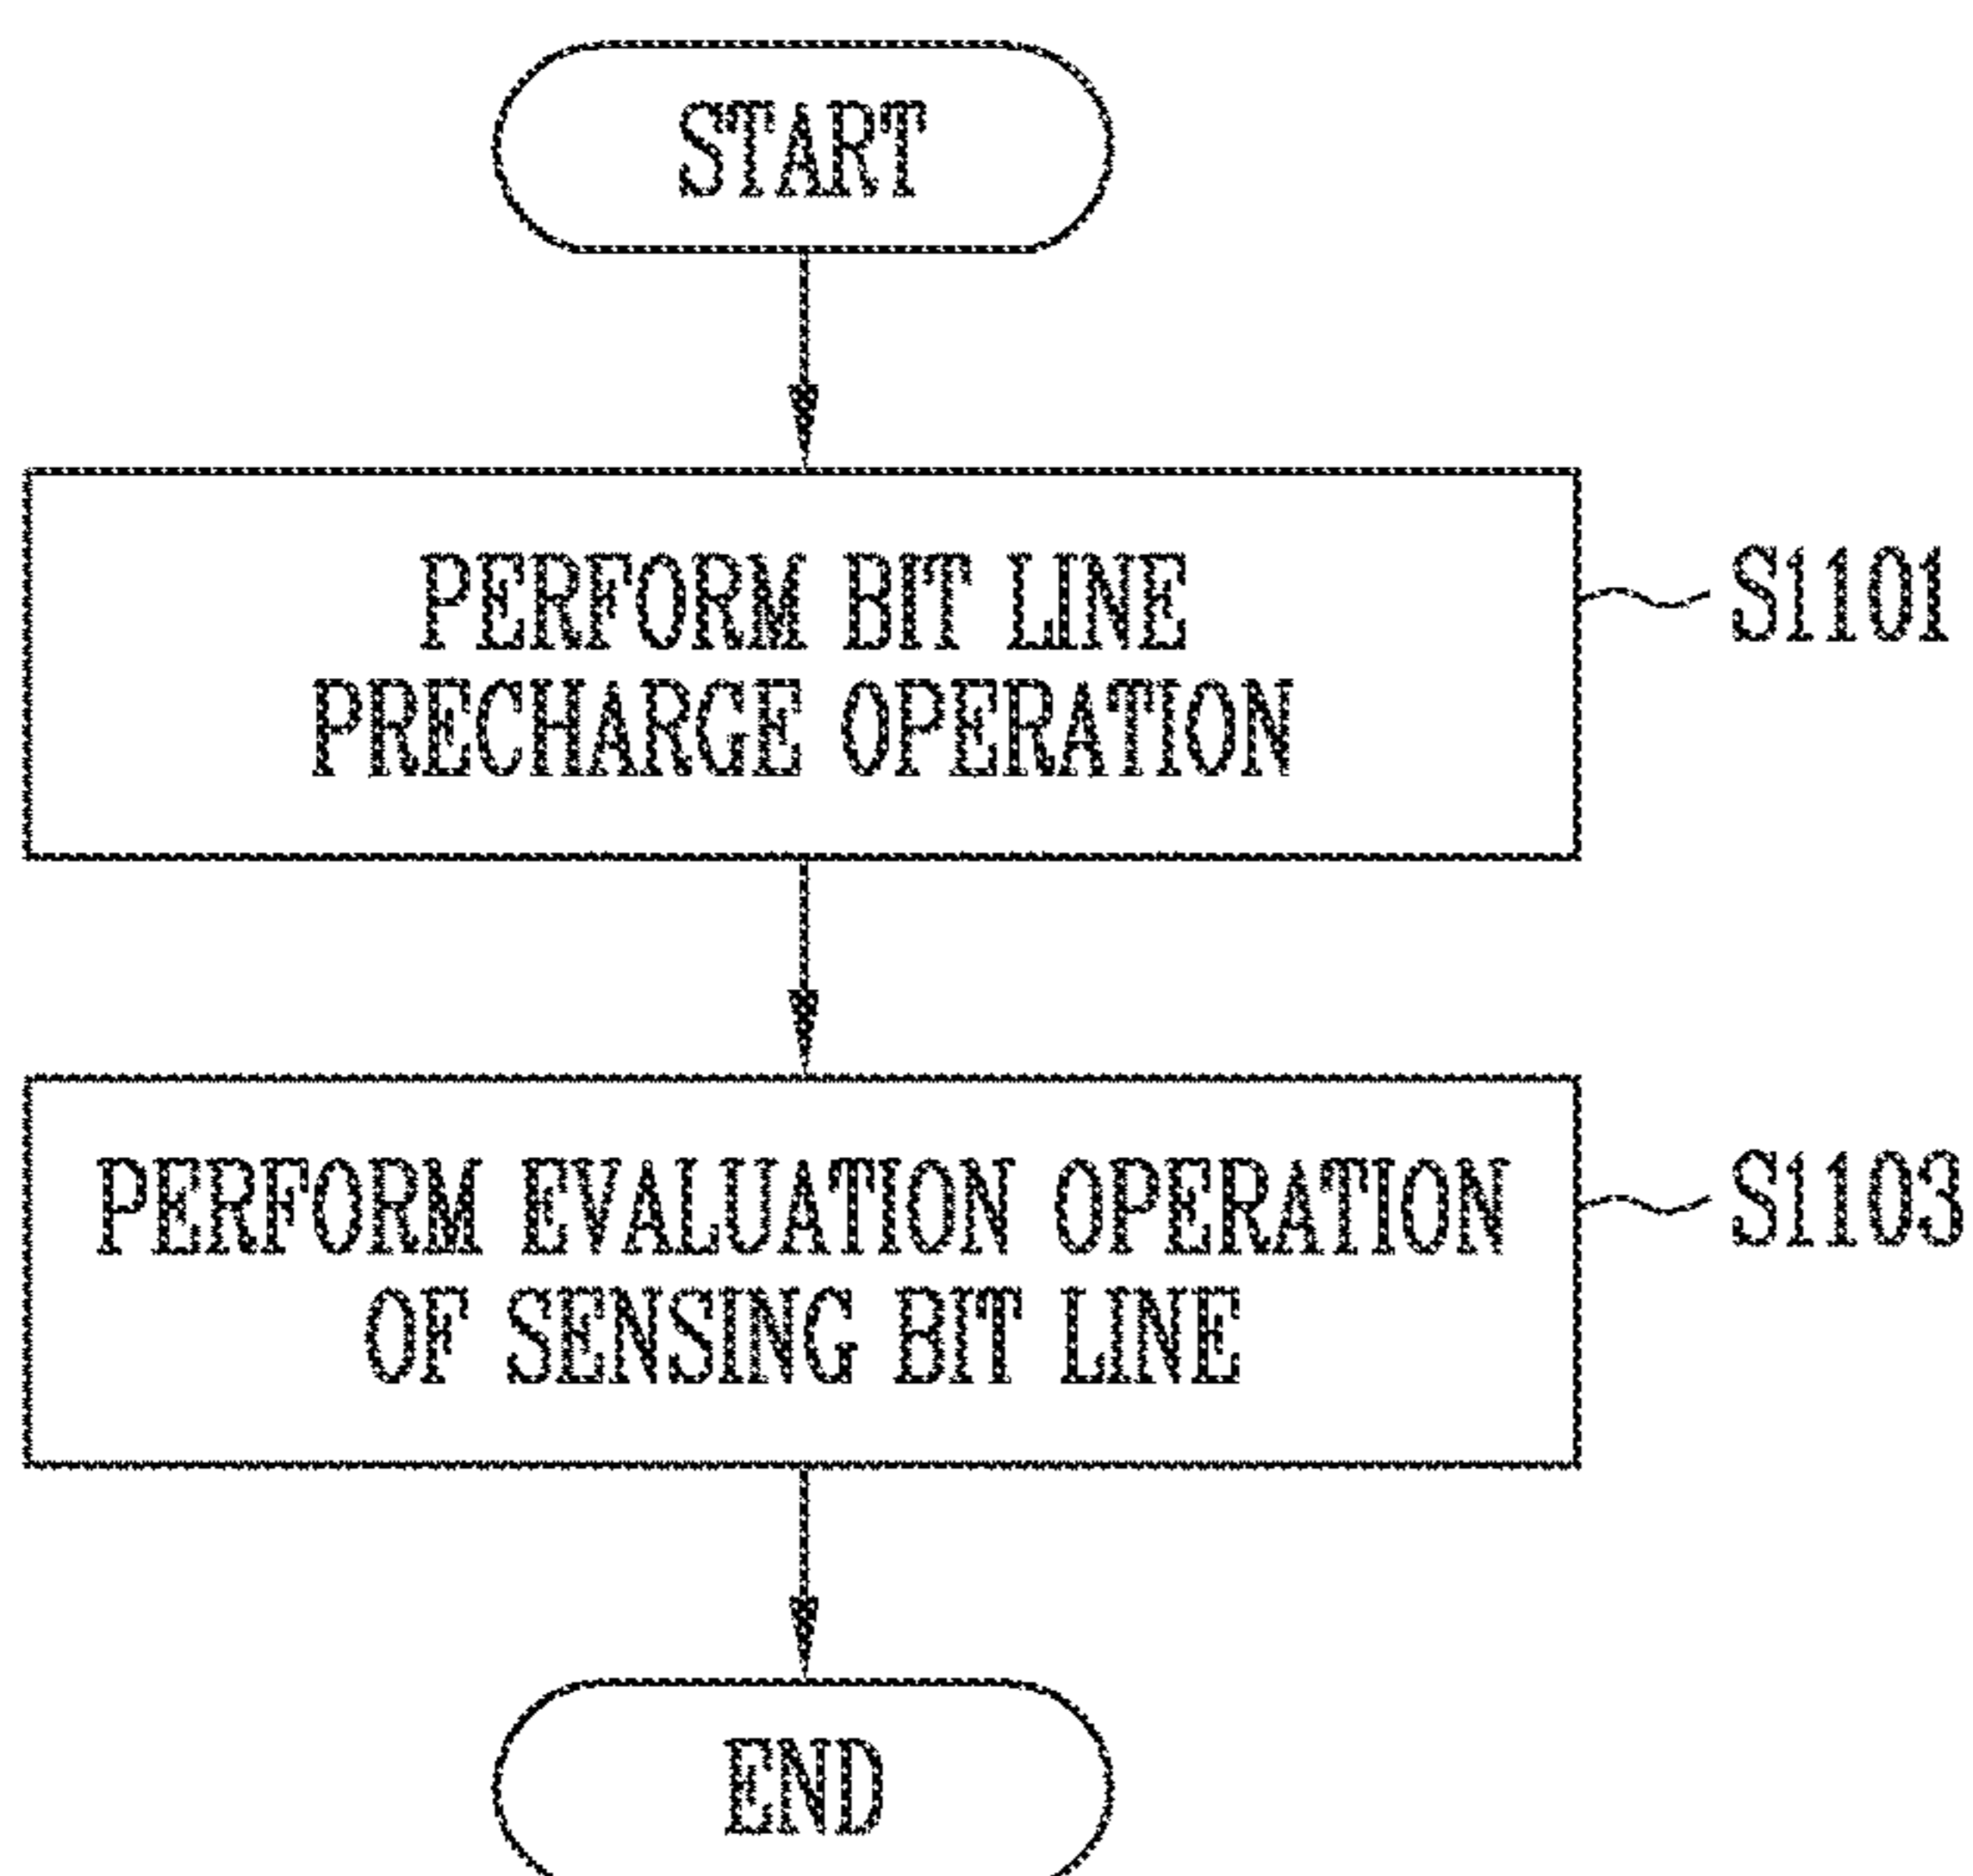 START
PERFORM BIT LINE
PRECHARGE OPERATION
S1101
PERFORM EVALUATION OPERATION
OF SENSING BIT LINE
S1103
END